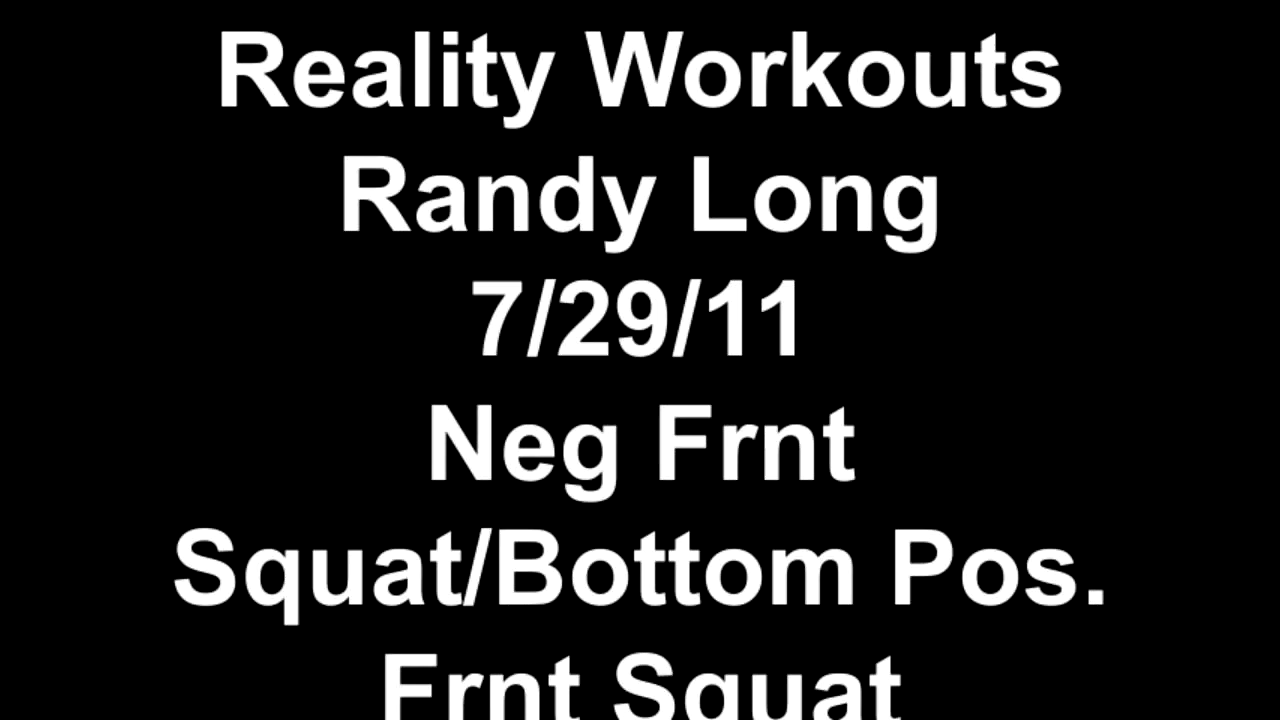 Reality Workouts
Randy Long
7/29/11
Neg Frnt
Squat/Bottom Pos.
Frnt Squat